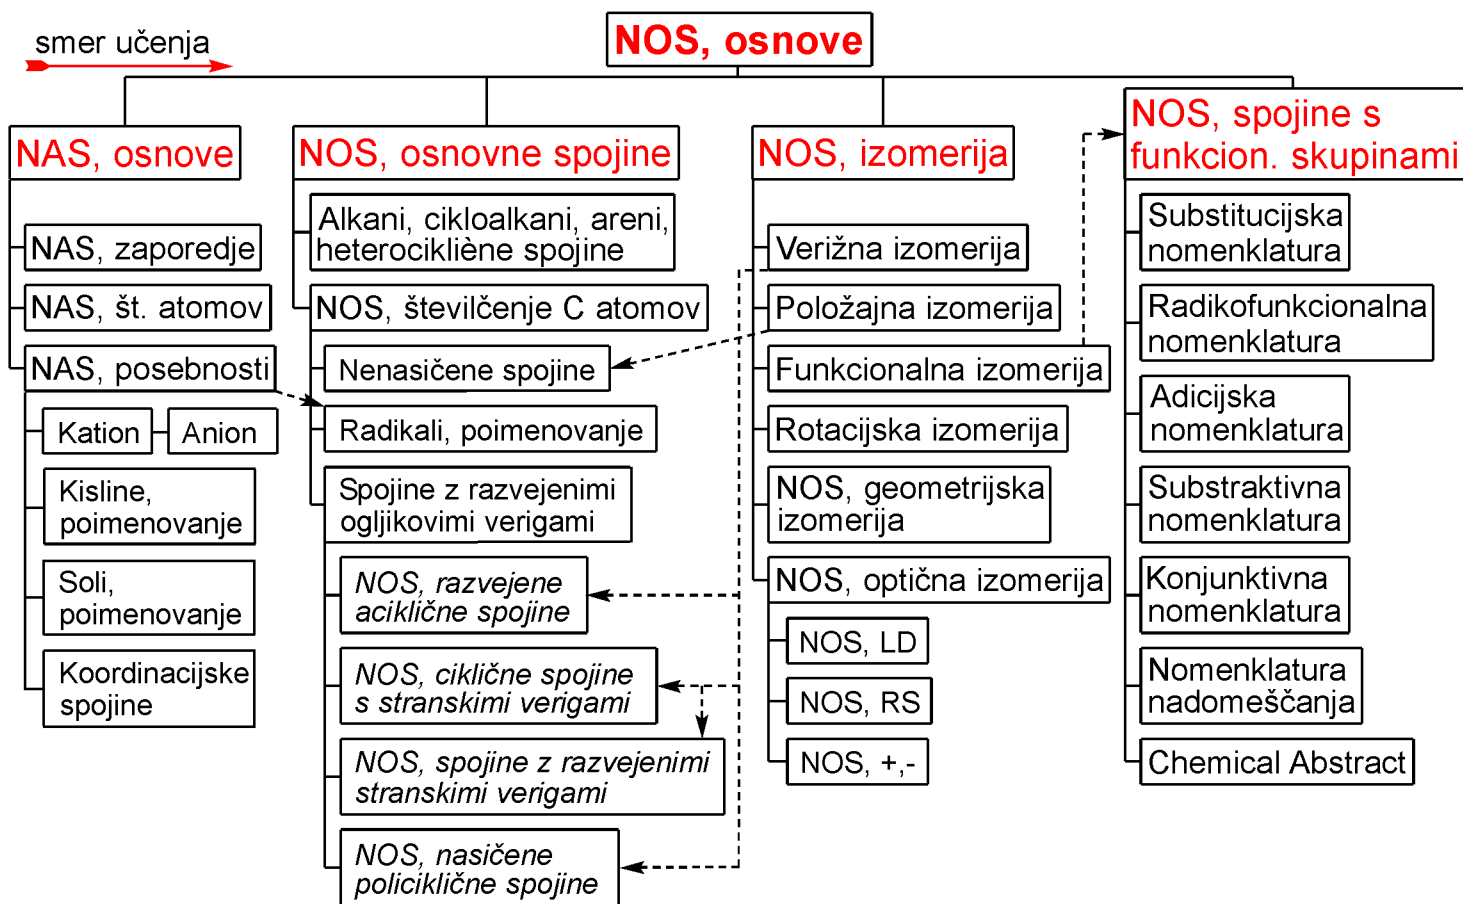 smer učenja
NOS, osnove
NAS, osnove
NAS, zaporedje
NAS, št. atomov
NAS, posebnosti
Kation
Anion
Kisline,
poimenovanje
Soli,
poimenovanje
Koordinacijske
spojine
NOS, osnovne spojine
Alkani, cikloalkani, areni,
heterociklične spojine
NOS, številčenje C atomov
Nenasičene spojine
Radikali, poimenovanje
Spojine z razvejenimi
ogljikovimi verigami
NOS, razvejene
aciklične spojine
NOS, ciklične spojine
s stranskimi verigami
NOS, spojine z razvejenimi
stranskimi verigami
NOS, nasičene
policiklične spojine
NOS, izomerija
Verižna izomerija
Položajna izomerija
Funkcionalna izomerija
Rotacijska izomerija
NOS, geometrijska
izomerija
NOS, optična izomerija
NOS, LD
NOS, RS
NOS, +,-
NOS, spojine s
funkcion. skupinami
Substitucijska
nomenklatura
Radikofunkcionalna
nomenklatura
Adicijska
nomenklatura
Substraktivna
nomenklatura
Konjunktivna
nomenklatura
Nomenklatura
nadomeščanja
Chemical Abstract